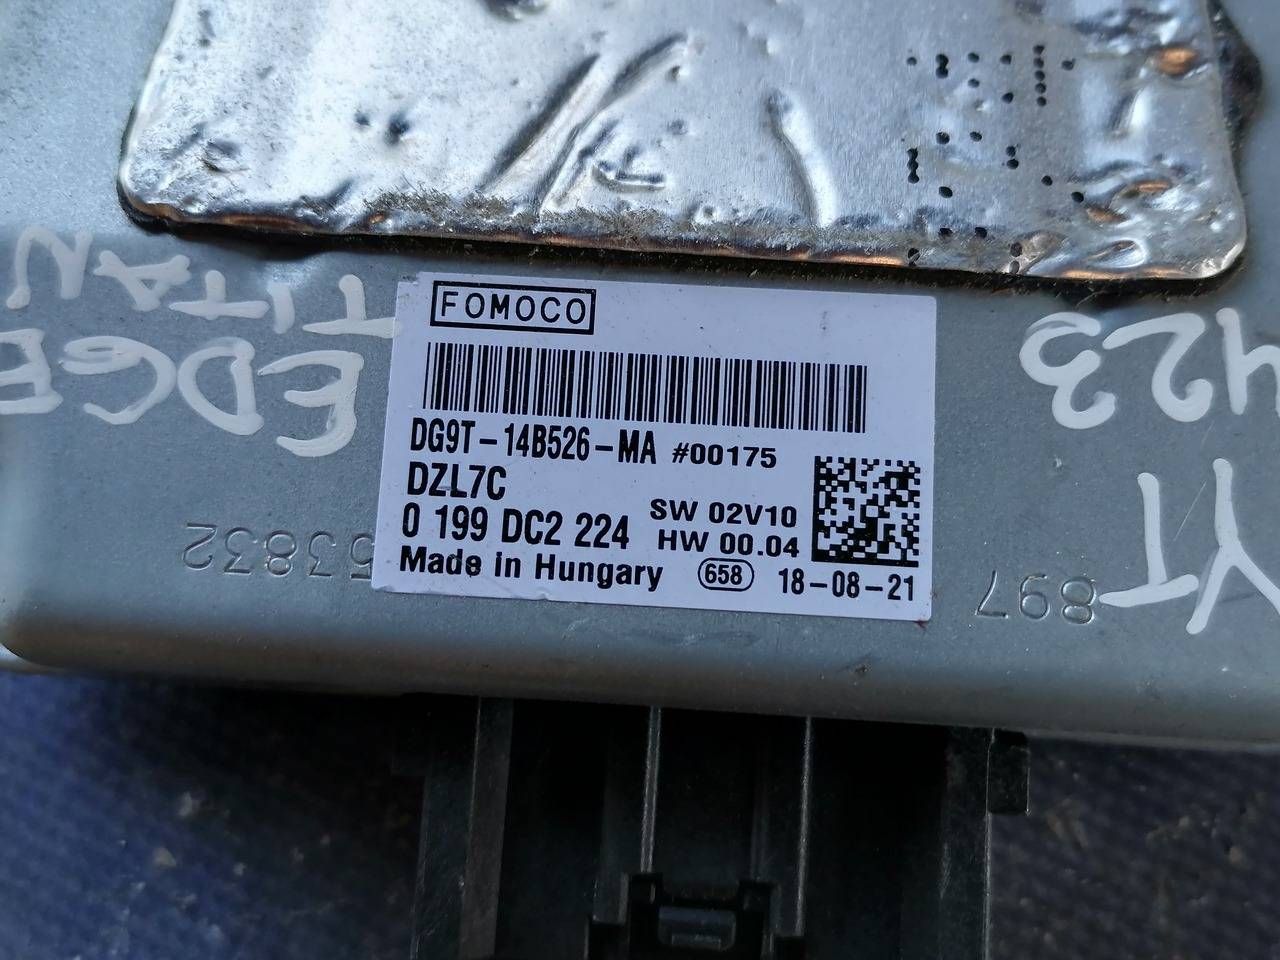 FOMOCO
DG9T-14B526-MA #00175
DZL7C
SW 02V10
0 199 DC2 224
HW 00.04
Made in Hungary
658
18-08-21
TITAN
EDGE
423
YT
53832
897